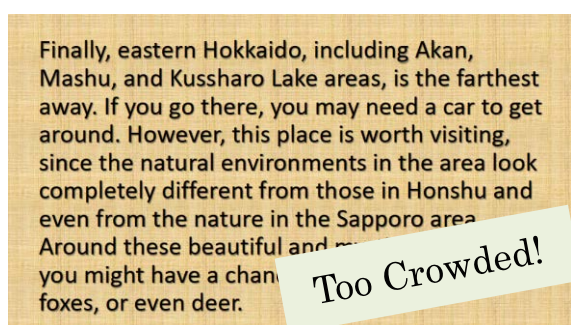 Finally, eastern Hokkaido, including Akan,
Mashu, and Kussharo Lake areas, is the farthest
away. If you go there, you may need a car to get
around. However, this place is worth visiting,
since the natural environments in the area look
completely different from those in Honshu and
even from the nature in the Sapporo area.
Around these beautiful and
you might have a
foxes, or even deer.
Too Crowded!